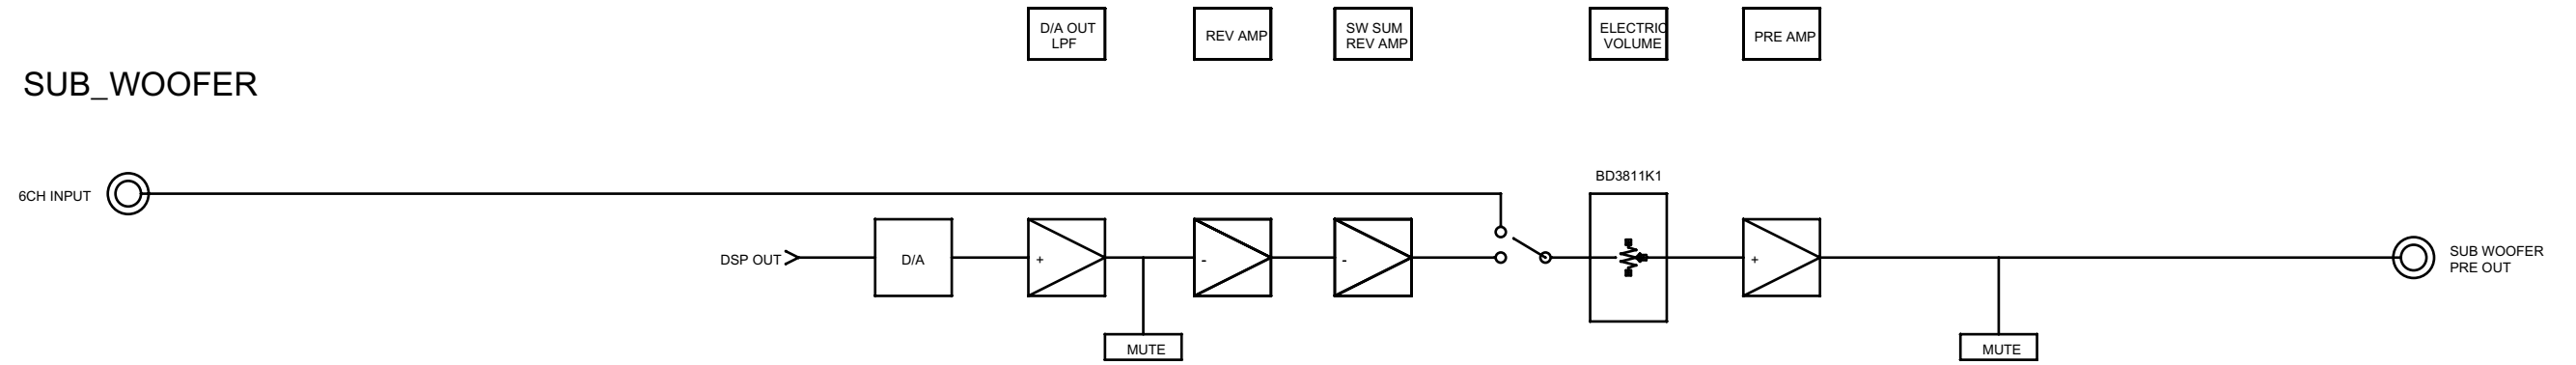 D/A OUT
LPF
REV AMP
SW SUM
REV AMP
ELECTRIC
VOLUME
PRE AMP
SUB_WOOFER
BD3811K1
6CH INPUT
DSP OUT
D/A
+
-
-
+
SUB WOOFER
PRE OUT
MUTE
MUTE